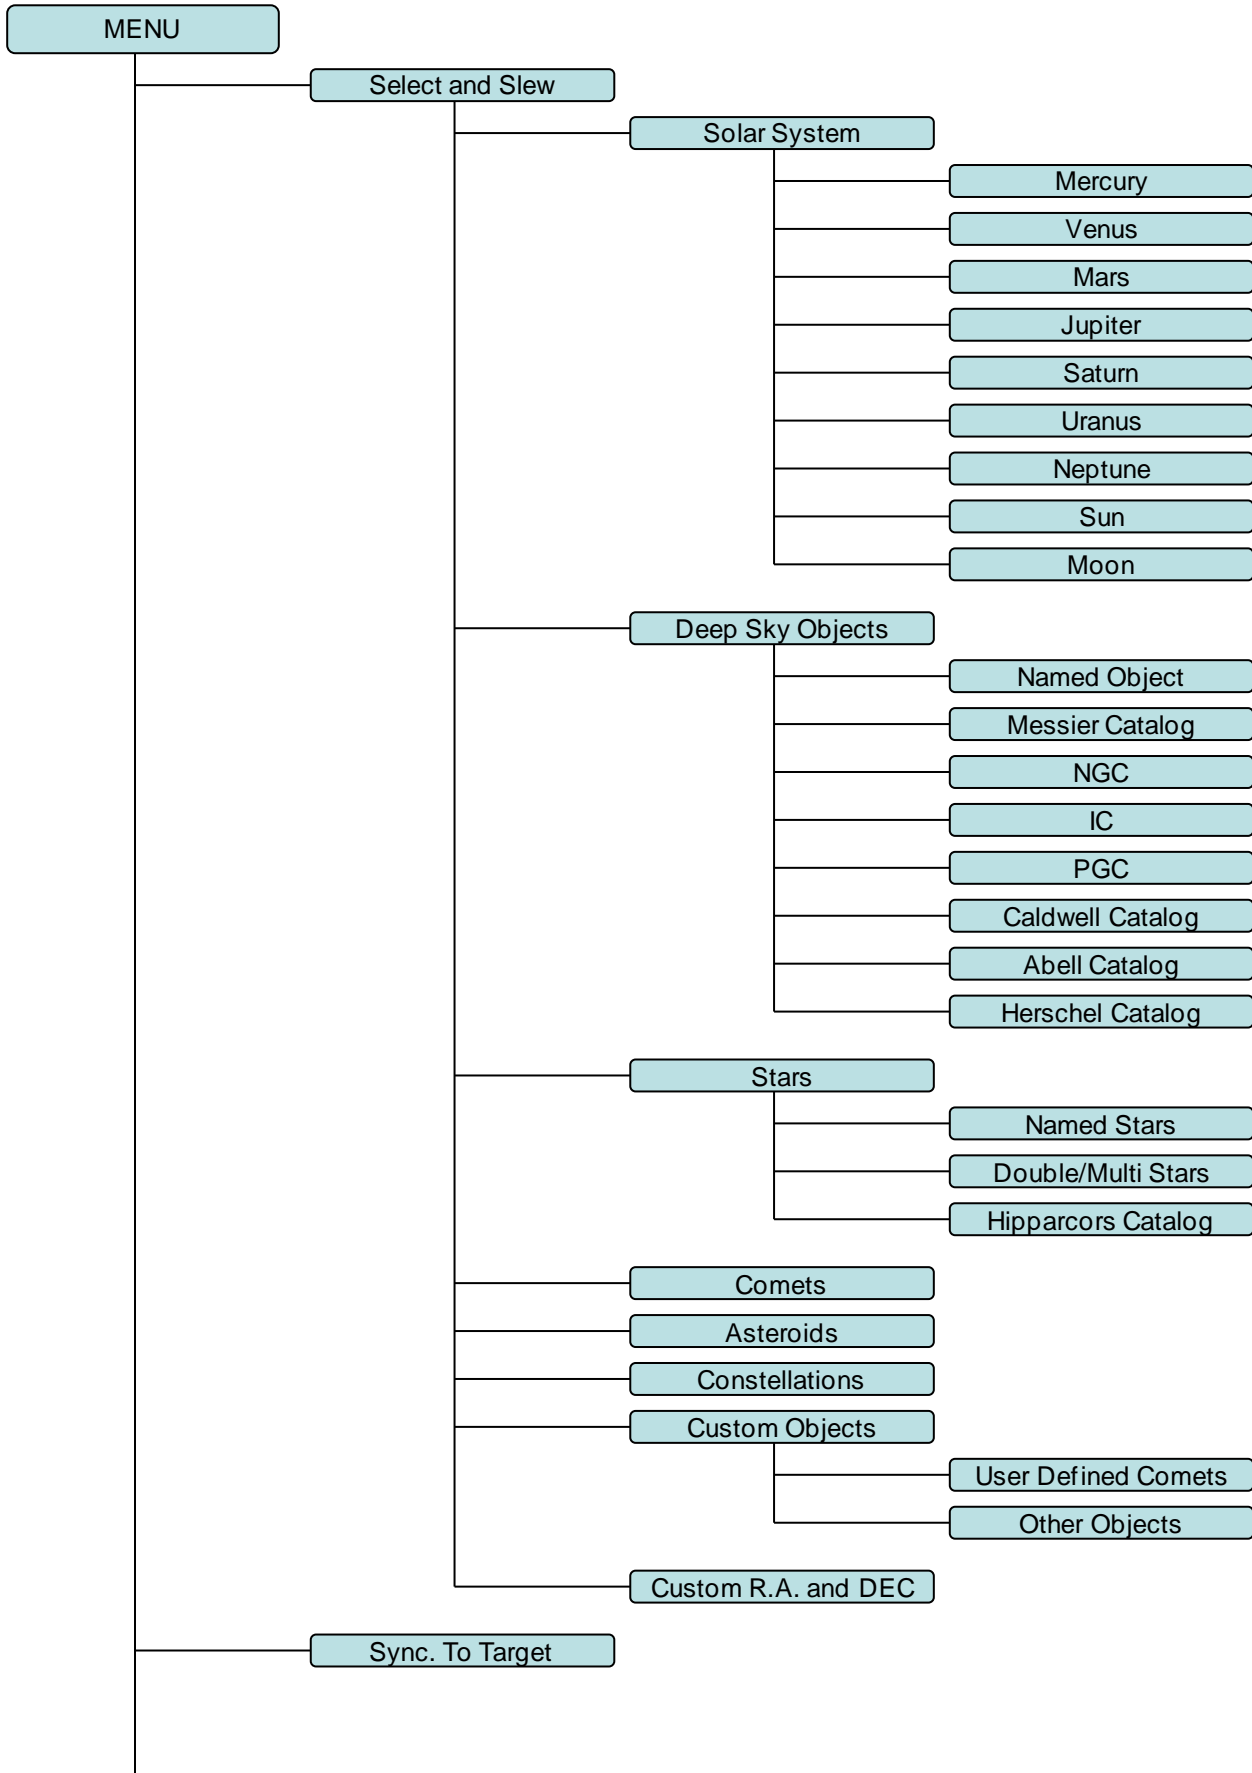 MENU
Select and Slew
Solar System
Mercury
Venus
Mars
Jupiter
Saturn
Uranus
Neptune
Sun
Moon
Deep Sky Objects
Named Object
Messier Catalog
NGC
IC
PGC
Caldwell Catalog
Abell Catalog
Herschel Catalog
Stars
Named Stars
Double/Multi Stars
Hipparcors Catalog
Comets
Asteroids
Constellations
Custom Objects
User Defined Comets
Other Objects
Custom R.A. and DEC
Sync. To Target